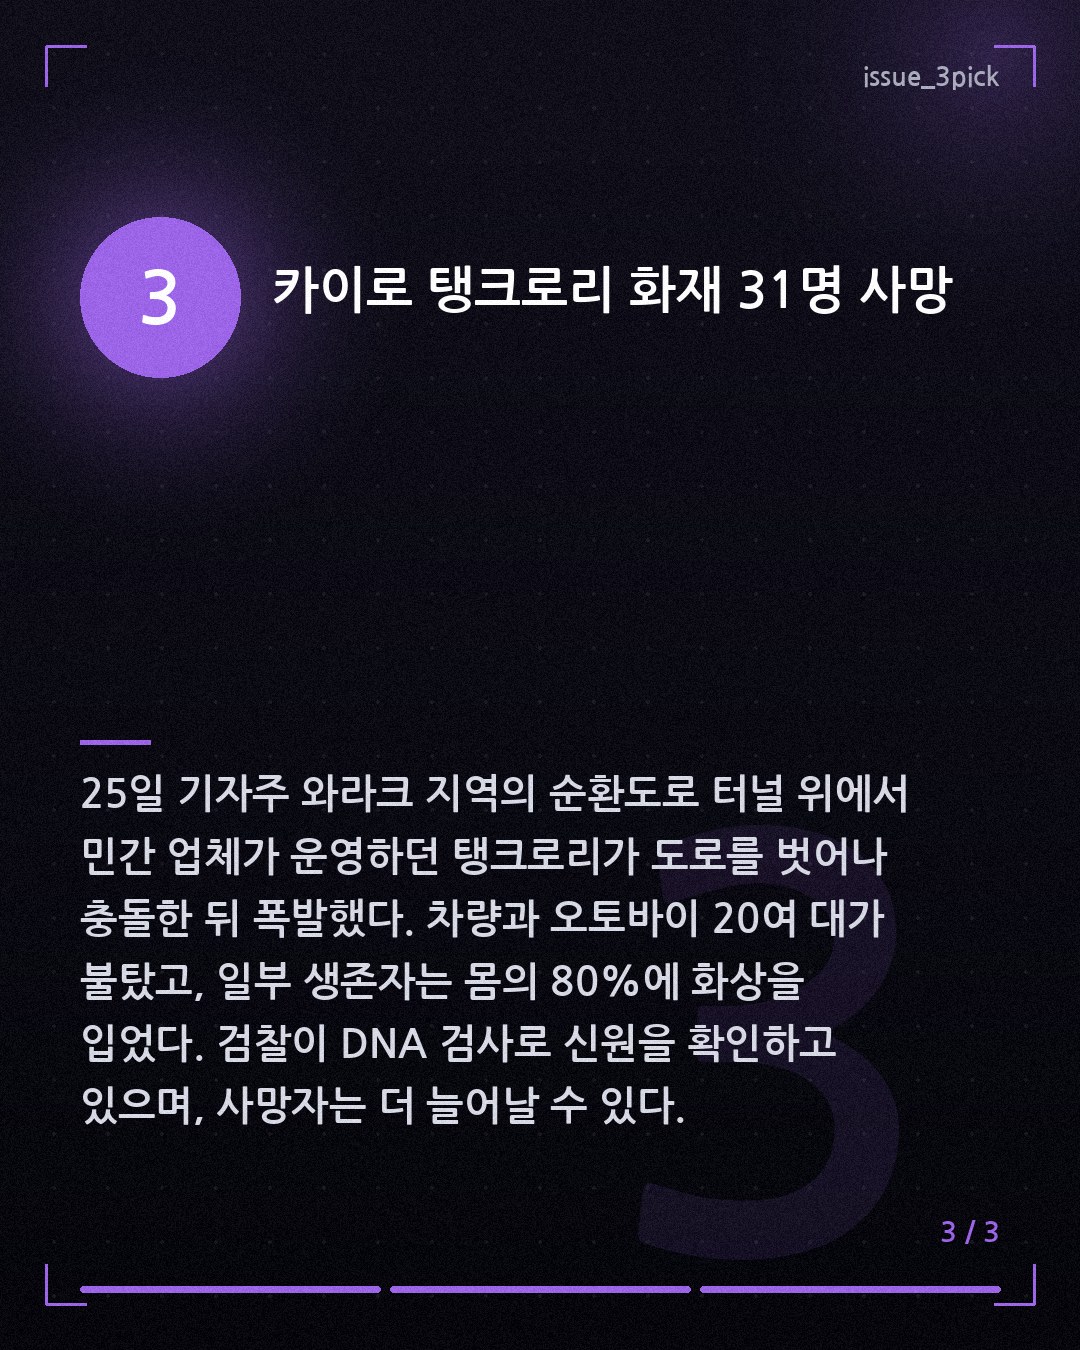 issue_3pick
3
카이로 탱크로리 화재 31명 사망
25일 기자주 와라크 지역의 순환도로 터널 위에서
민간 업체가 운영하던 탱크로리가 도로를 벗어나
충돌한 뒤 폭발했다. 차량과 오토바이 20여 대가
불탔고, 일부 생존자는 몸의 80%에 화상을
입었다. 검찰이 DNA 검사로 신원을 확인하고
있으며, 사망자는 더 늘어날 수 있다.
3
3 / 3